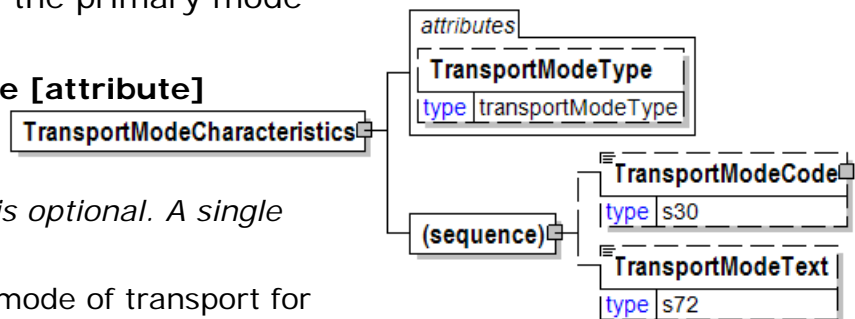 the primary mode
e [attribute]
is optional. A single
mode of transport for
TransportModeCharacteristics
attributes
TransportModeType
type transportModeType
(sequence)
TransportModeCode
type s30
TransportModeText
type s72